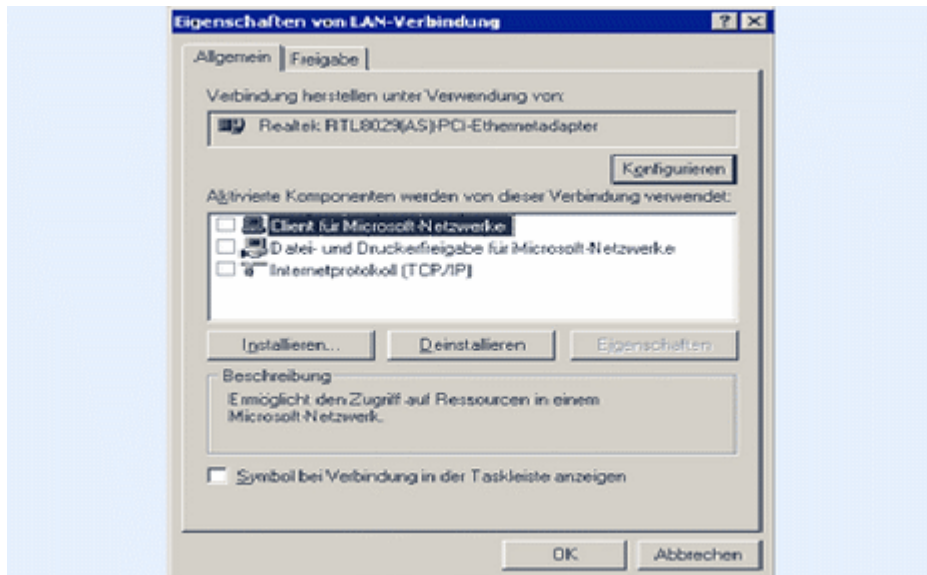 Eigenschaften von LAN-Verbindung
Allgemein
Freigabe
Verbindung herstellen unter Verwendung von:
Realtek RTL8029(AS)-PCI-Ethernetadapter
Konfigurieren
Aktivierte Komponenten werden von dieser Verbindung verwendet:
Client für Microsoft-Netzwerke
Datei- und Druckerfreigabe für Microsoft-Netzwerke
Internetprotokoll (TCP/IP)
Installieren...
Deinstallieren
Eigenschaften
Beschreibung
Ermöglicht den Zugriff auf Ressourcen in einem
Microsoft-Netzwerk.
Symbol bei Verbindung in der Taskleiste anzeigen
OK
Abbrechen